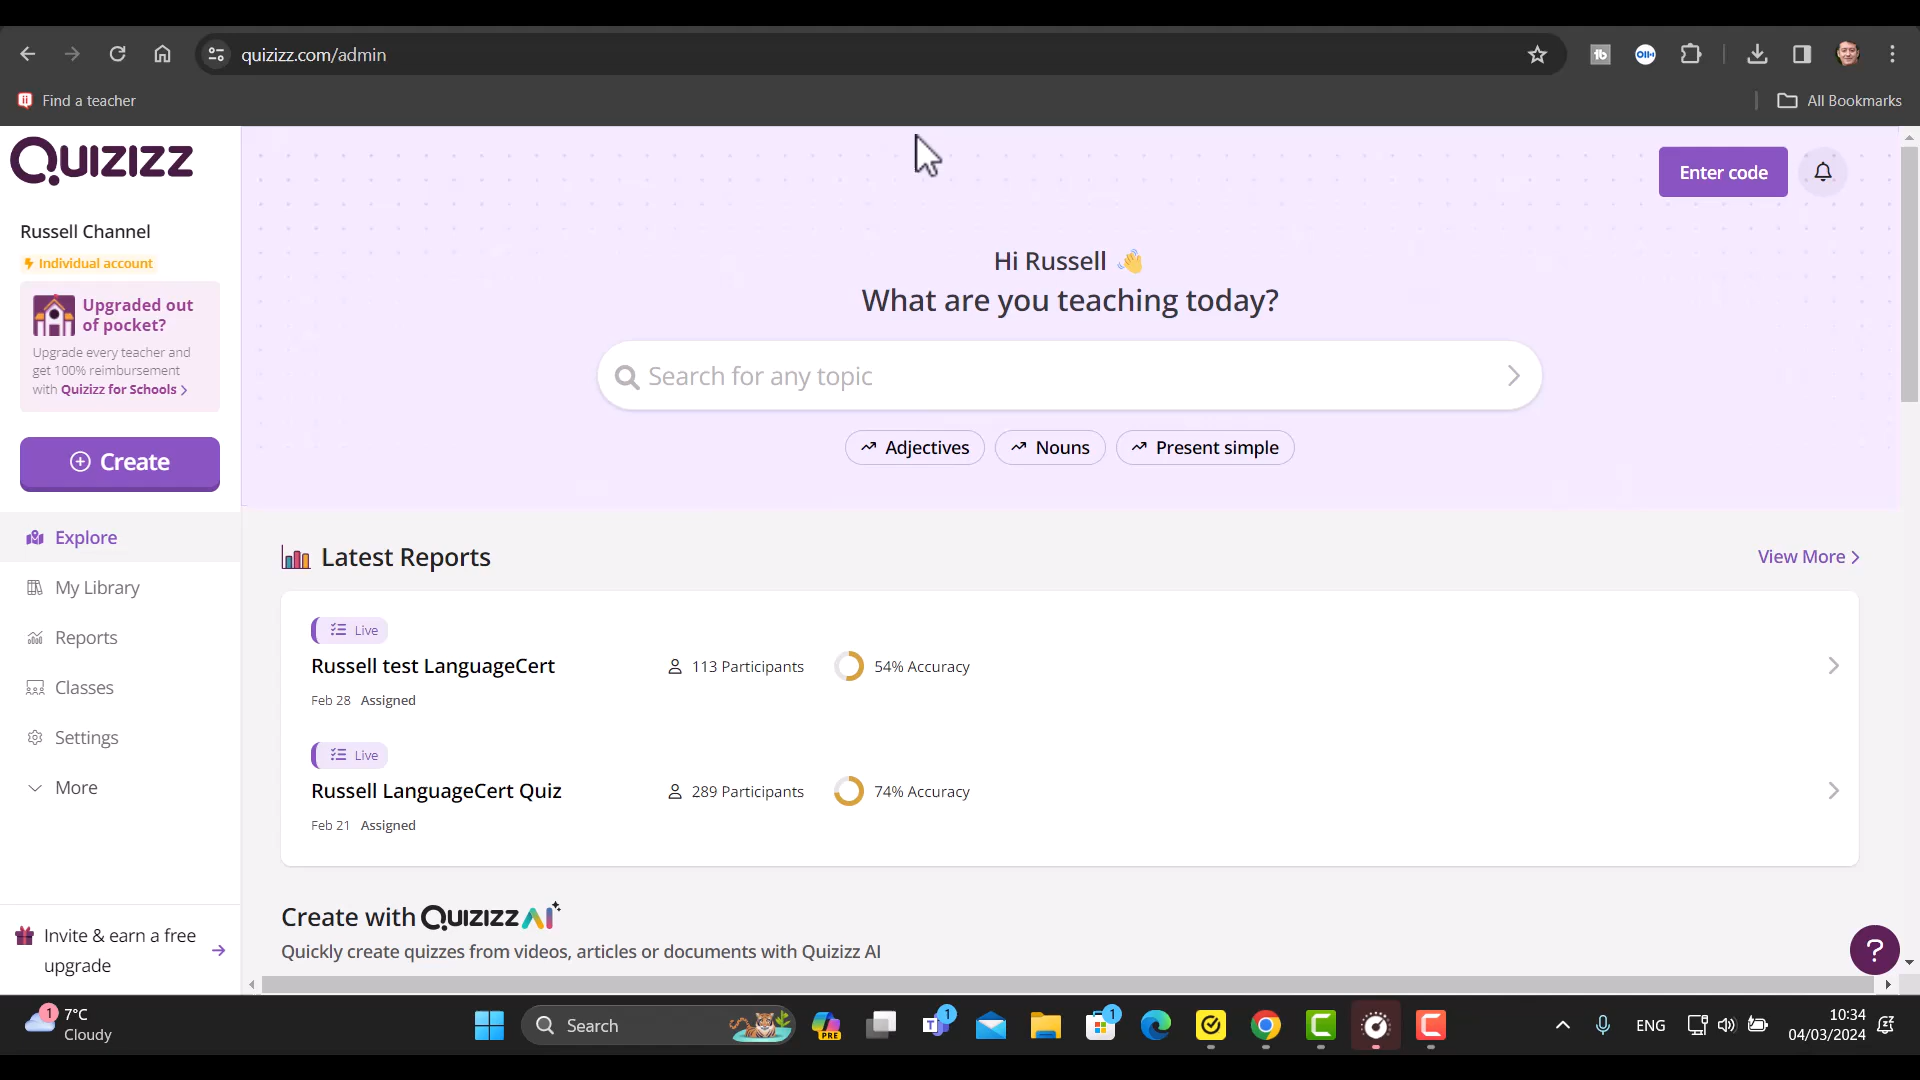 quizizz.com/admin
Find a teacher
All Bookmarks
QUIZIZZ
Russell Channel
Individual account
Upgraded out
of pocket?
Upgrade every teacher and
get 100% reimbursement
with Quizizz for Schools >
Create
Explore
My Library
Reports
Classes
Settings
More
Invite & earn a free
upgrade
Enter code
Hi Russell 👋
What are you teaching today?
Search for any topic
Adjectives
Nouns
Present simple
Latest Reports
View More >
Live
Russell test LanguageCert
113 Participants
54% Accuracy
Feb 28 Assigned
Live
Russell LanguageCert Quiz
289 Participants
74% Accuracy
Feb 21 Assigned
Create with QUIZIZZ AI
Quickly create quizzes from videos, articles or documents with Quizizz AI
?
1
7°C
Cloudy
Search
PRE
1
1
ENG
10:34
04/03/2024